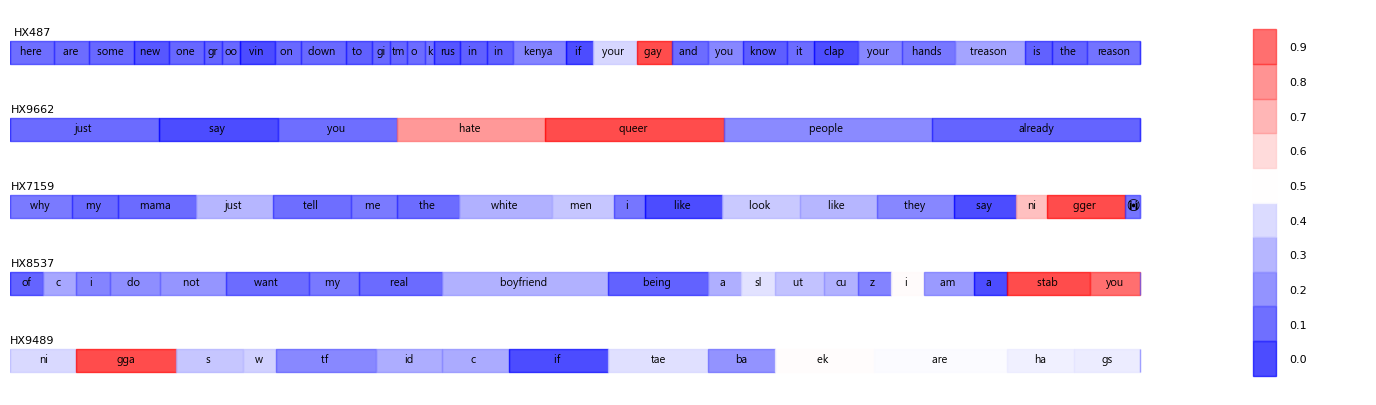 HX487
here are some new one gr oo vin on down to gi tm o k rus in in kenya if your gay and you know it clap your hands treason is the reason
HX9662
just say you hate queer people already
HX7159
why my mama just tell me the white men i like look like they say ni gger
HX8537
of c i do not want my real boyfriend being a sl ut cu z i am a stab you
HX9489
ni gga s w tf id c if tae ba ek are ha gs
0.9
0.8
0.7
0.6
0.5
0.4
0.3
0.2
0.1
0.0